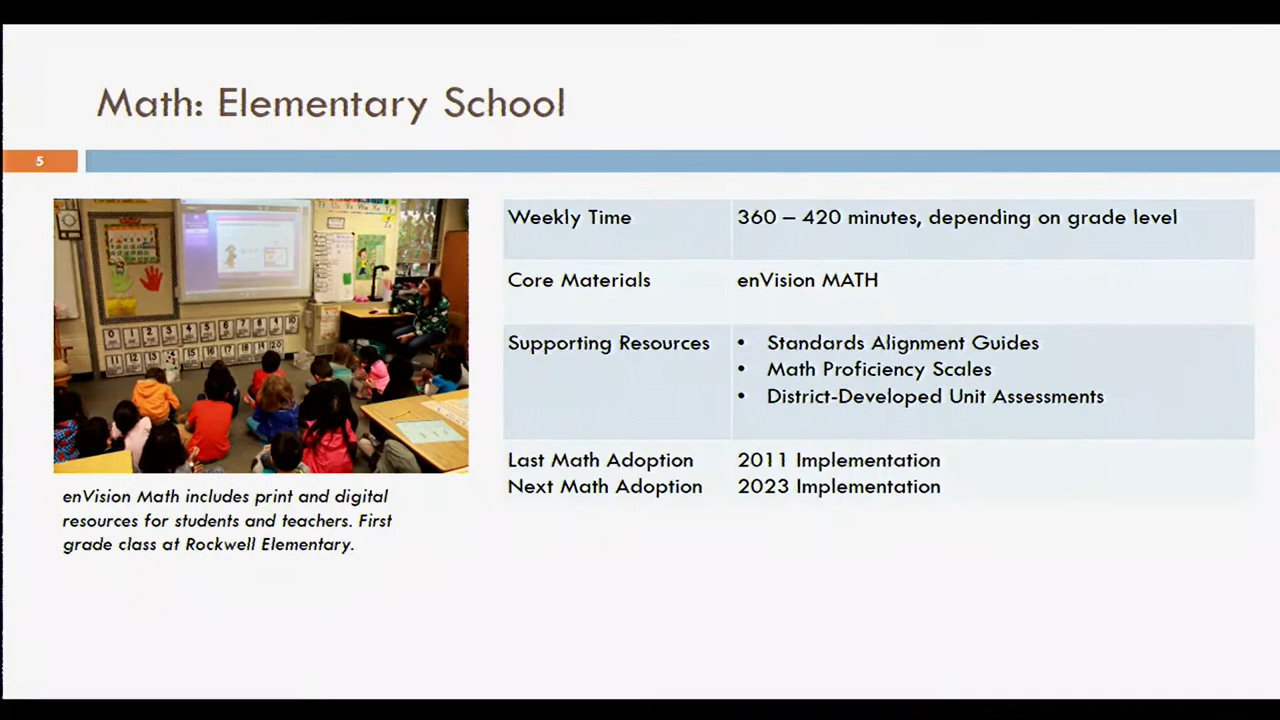 Math: Elementary School
5
enVision Math includes print and digital
resources for students and teachers. First
grade class at Rockwell Elementary.
Weekly Time 360 – 420 minutes, depending on grade level
Core Materials enVision MATH
Supporting Resources • Standards Alignment Guides
• Math Proficiency Scales
• District-Developed Unit Assessments
Last Math Adoption 2011 Implementation
Next Math Adoption 2023 Implementation